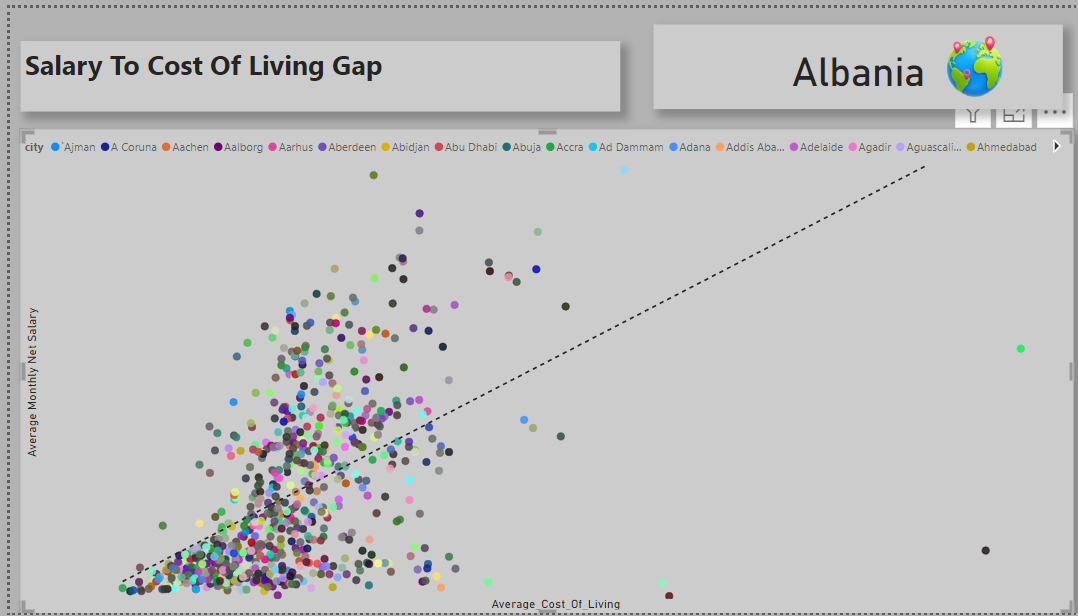 Salary To Cost Of Living Gap
Albania
city 'Ajman A Coruna Aachen Aalborg Aarhus Aberdeen Abidjan Abu Dhabi Abuja Accra Ad Dammam Adana Addis Aba... Adelaide Agadir Aguascali... Ahmedabad
Average Monthly Net Salary
Average_Cost_Of_Living